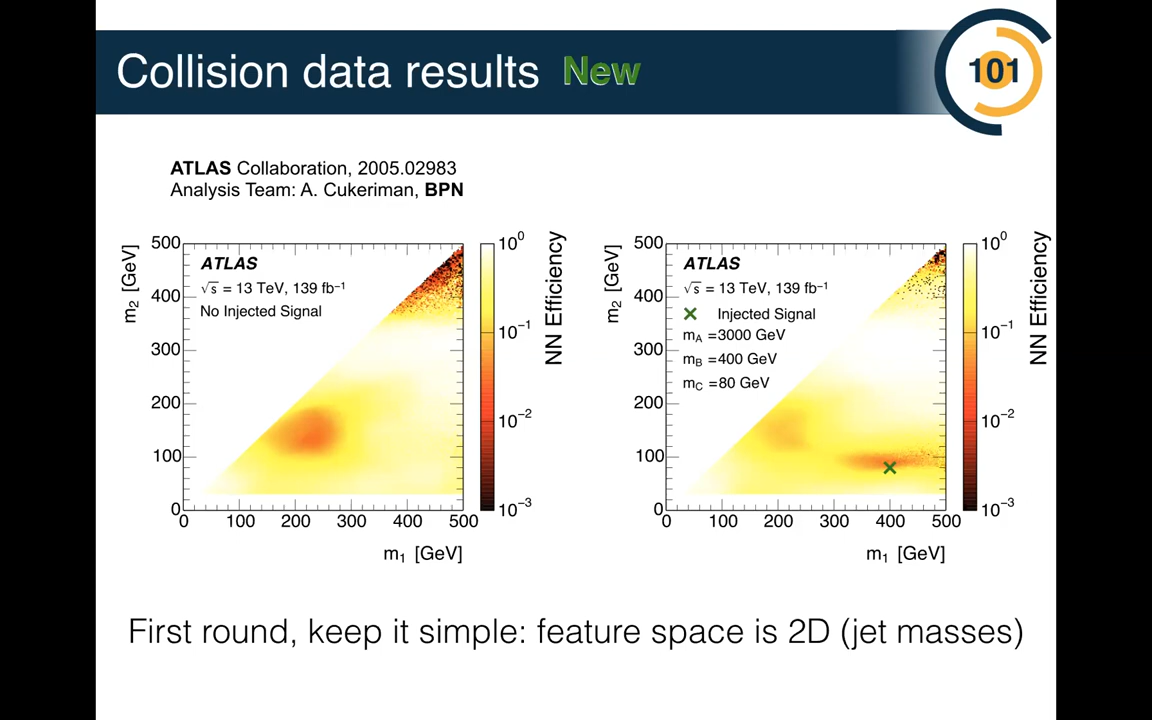 Collision data results New
101
ATLAS Collaboration, 2005.02983
Analysis Team: A. Cukeriman, BPN
m₂ [GeV]
500
400
300
200
100
0
ATLAS
√s = 13 TeV, 139 fb⁻¹
No Injected Signal
0 100 200 300 400 500
m₁ [GeV]
10⁰
10⁻¹
10⁻²
10⁻³
NN Efficiency
m₂ [GeV]
500
400
300
200
100
0
ATLAS
√s = 13 TeV, 139 fb⁻¹
× Injected Signal
m_A =3000 GeV
m_B =400 GeV
m_C =80 GeV
0 100 200 300 400 500
m₁ [GeV]
10⁰
10⁻¹
10⁻²
10⁻³
NN Efficiency
First round, keep it simple: feature space is 2D (jet masses)